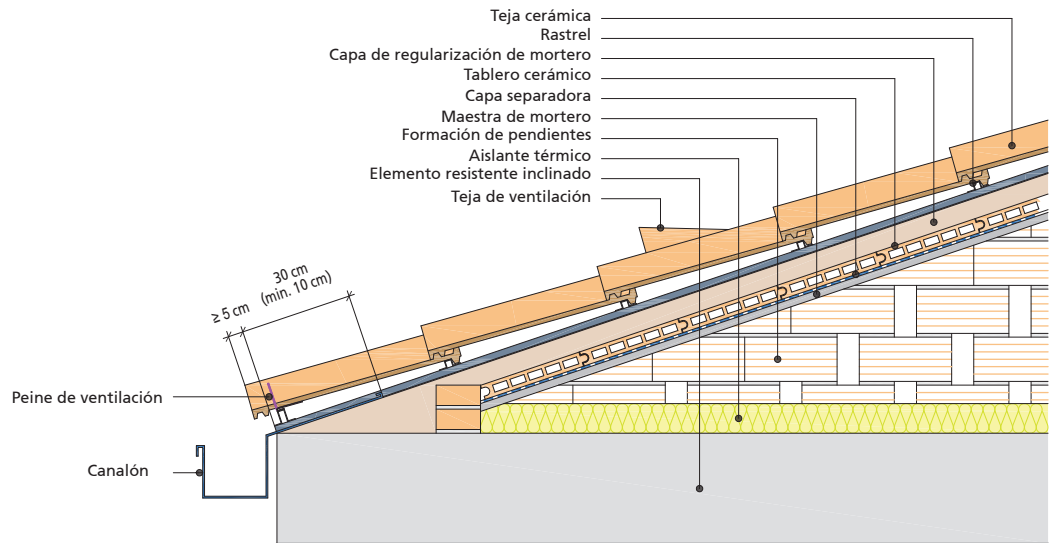 Teja cerámica
Rastrel
Capa de regularización de mortero
Tablero cerámico
Capa separadora
Maestra de mortero
Formación de pendientes
Aislante térmico
Elemento resistente inclinado
Teja de ventilación
≥ 5 cm
30 cm
(min. 10 cm)
Peine de ventilación
Canalón